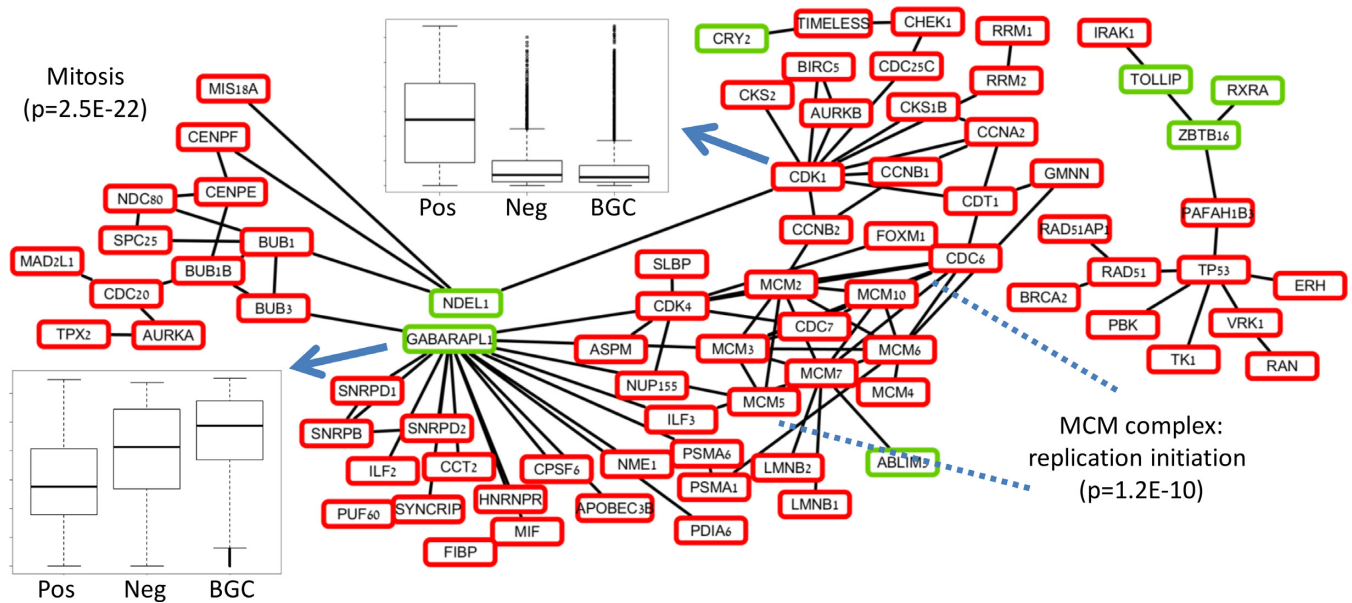 Mitosis
(p=2.5E-22)
Pos Neg BGC
Pos Neg BGC
MCM complex:
replication initiation
(p=1.2E-10)
MIS18A
CENPF
CENPE
NDC80
SPC25
BUB1
MAD2L1
BUB1B
CDC20
BUB3
TPX2
AURKA
NDEL1
GABARAPL1
CRY2
TIMELESS
CHEK1
RRM1
BIRC5
CDC25C
RRM2
CKS2
AURKB
CKS1B
CCNA2
CDK1
CCNB1
GMNN
CDT1
CCNB2
FOXM1
CDC6
SLBP
MCM2
MCM10
CDK4
CDC7
ASPM
MCM3
MCM6
MCM7
NUP155
MCM5
MCM4
ILF3
IRAK1
TOLLIP
RXRA
ZBTB16
PAFAH1B3
RAD51AP1
RAD51
TP53
BRCA2
ERH
PBK
VRK1
TK1
RAN
SNRPD1
SNRPB
SNRPD2
ILF2
CCT2
CPSF6
NME1
PSMA6
PSMA1
LMNB2
LMNB1
PUF60
SYNCRIP
HNRNPR
APOBEC3B
MIF
FIBP
PDIA6